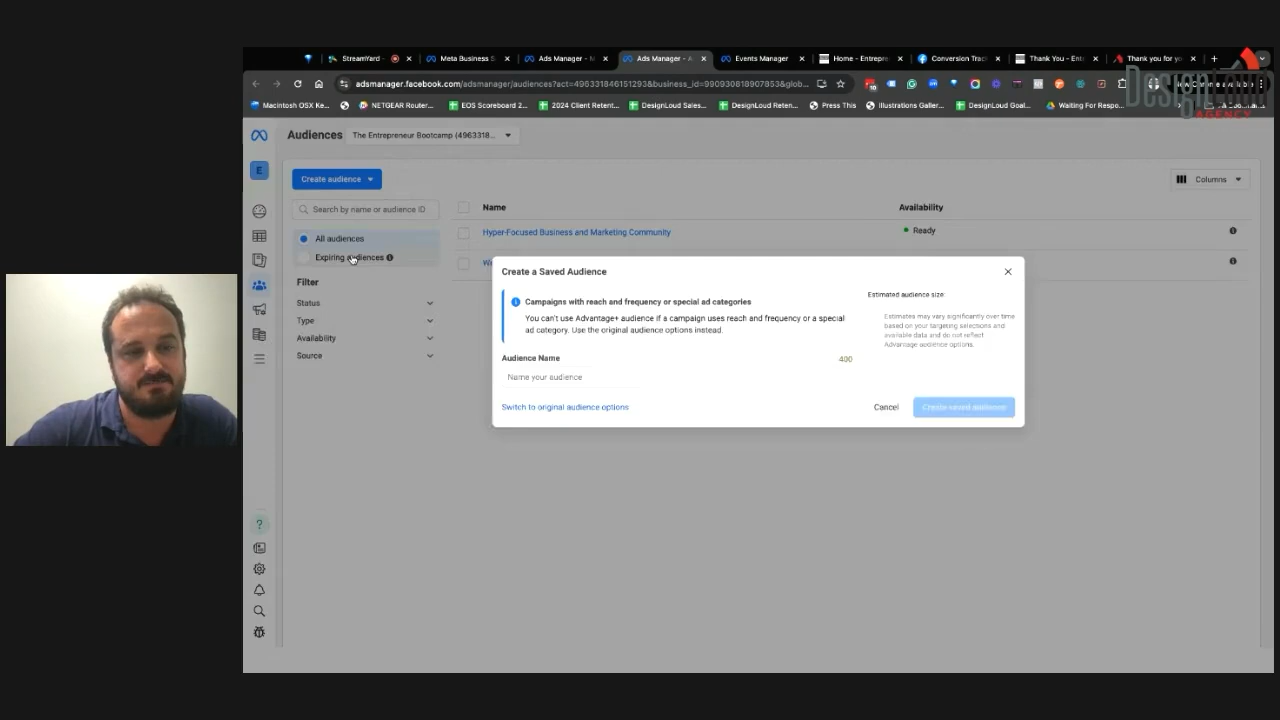 StreamYard
Meta Business S
Ads Manager - M
Ads Manager - A
Events Manager
Home - Entrepre
Conversion Trac
Thank You - Ent
Thank you for yo
adsmanager.facebook.com/adsmanager/audiences?act=496331846151293&business_id=990930818907853&glob...
Macintosh OSX Ke...
NETGEAR Router...
EOS Scoreboard 2...
2024 Client Retent...
DesignLoud Sales...
DesignLoud Reten...
Press This
Illustrations Galler...
DesignLoud Goal...
Waiting For Respo...
AGENCY
Audiences
The Entrepreneur Bootcamp (4963318...
E
Create audience
Columns
Search by name or audience ID
Name
Availability
All audiences
Hyper-Focused Business and Marketing Community
Ready
Expiring audiences
We
Filter
Status
Type
Availability
Source
Create a Saved Audience
Campaigns with reach and frequency or special ad categories
You can't use Advantage+ audience if a campaign uses reach and frequency or a special
ad category. Use the original audience options instead.
Estimated audience size:
Estimates may vary significantly over time
based on your targeting selections and
available data and do not reflect
Advantage audience options.
Audience Name
400
Name your audience
Switch to original audience options
Cancel
Create saved audience